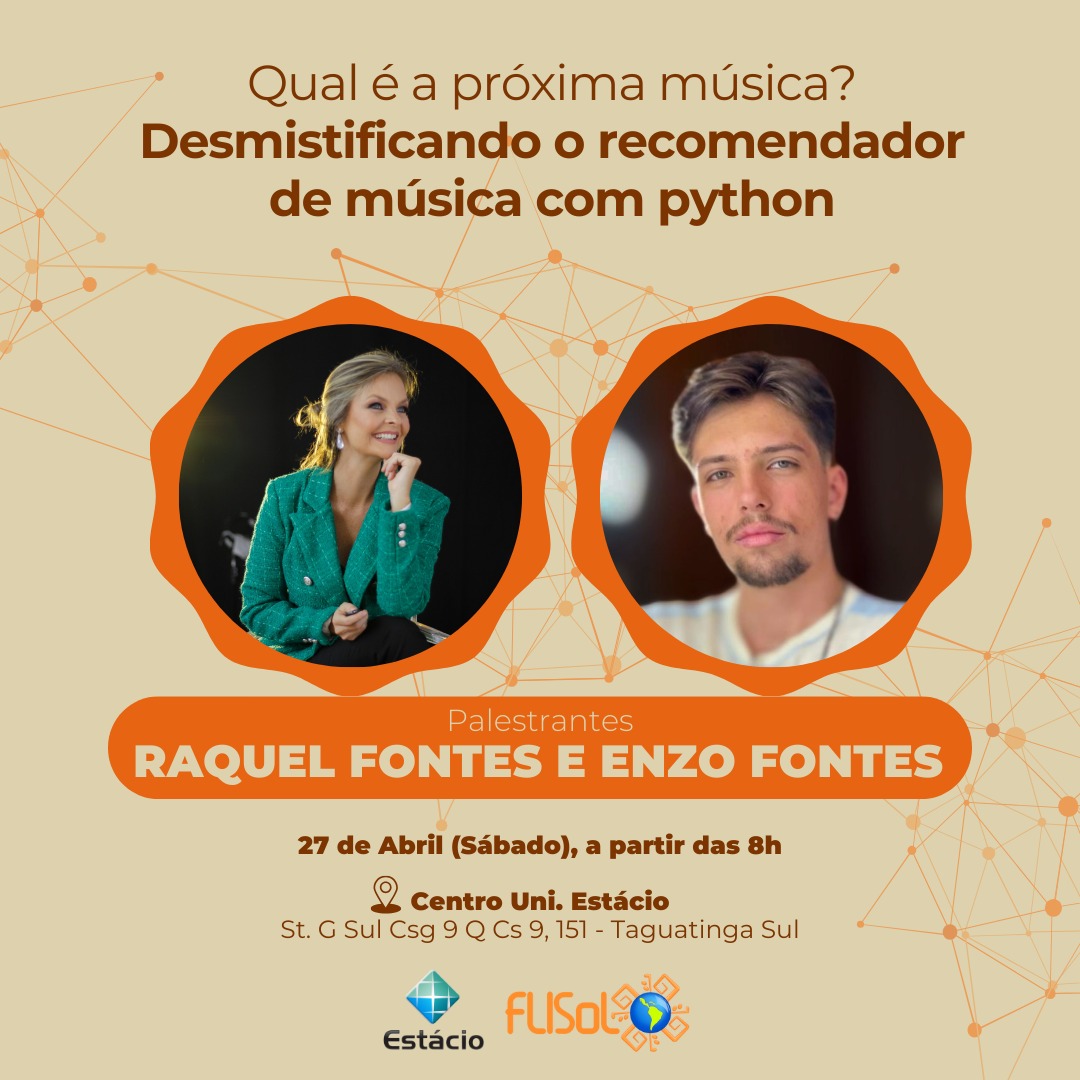 Qual é a próxima música?
Desmistificando o recomendador
de música com python
Palestrantes
RAQUEL FONTES E ENZO FONTES
27 de Abril (Sábado), a partir das 8h
Centro Uni. Estácio
St. G Sul Csg 9 Q Cs 9, 151 - Taguatinga Sul
Estácio
FLISoL